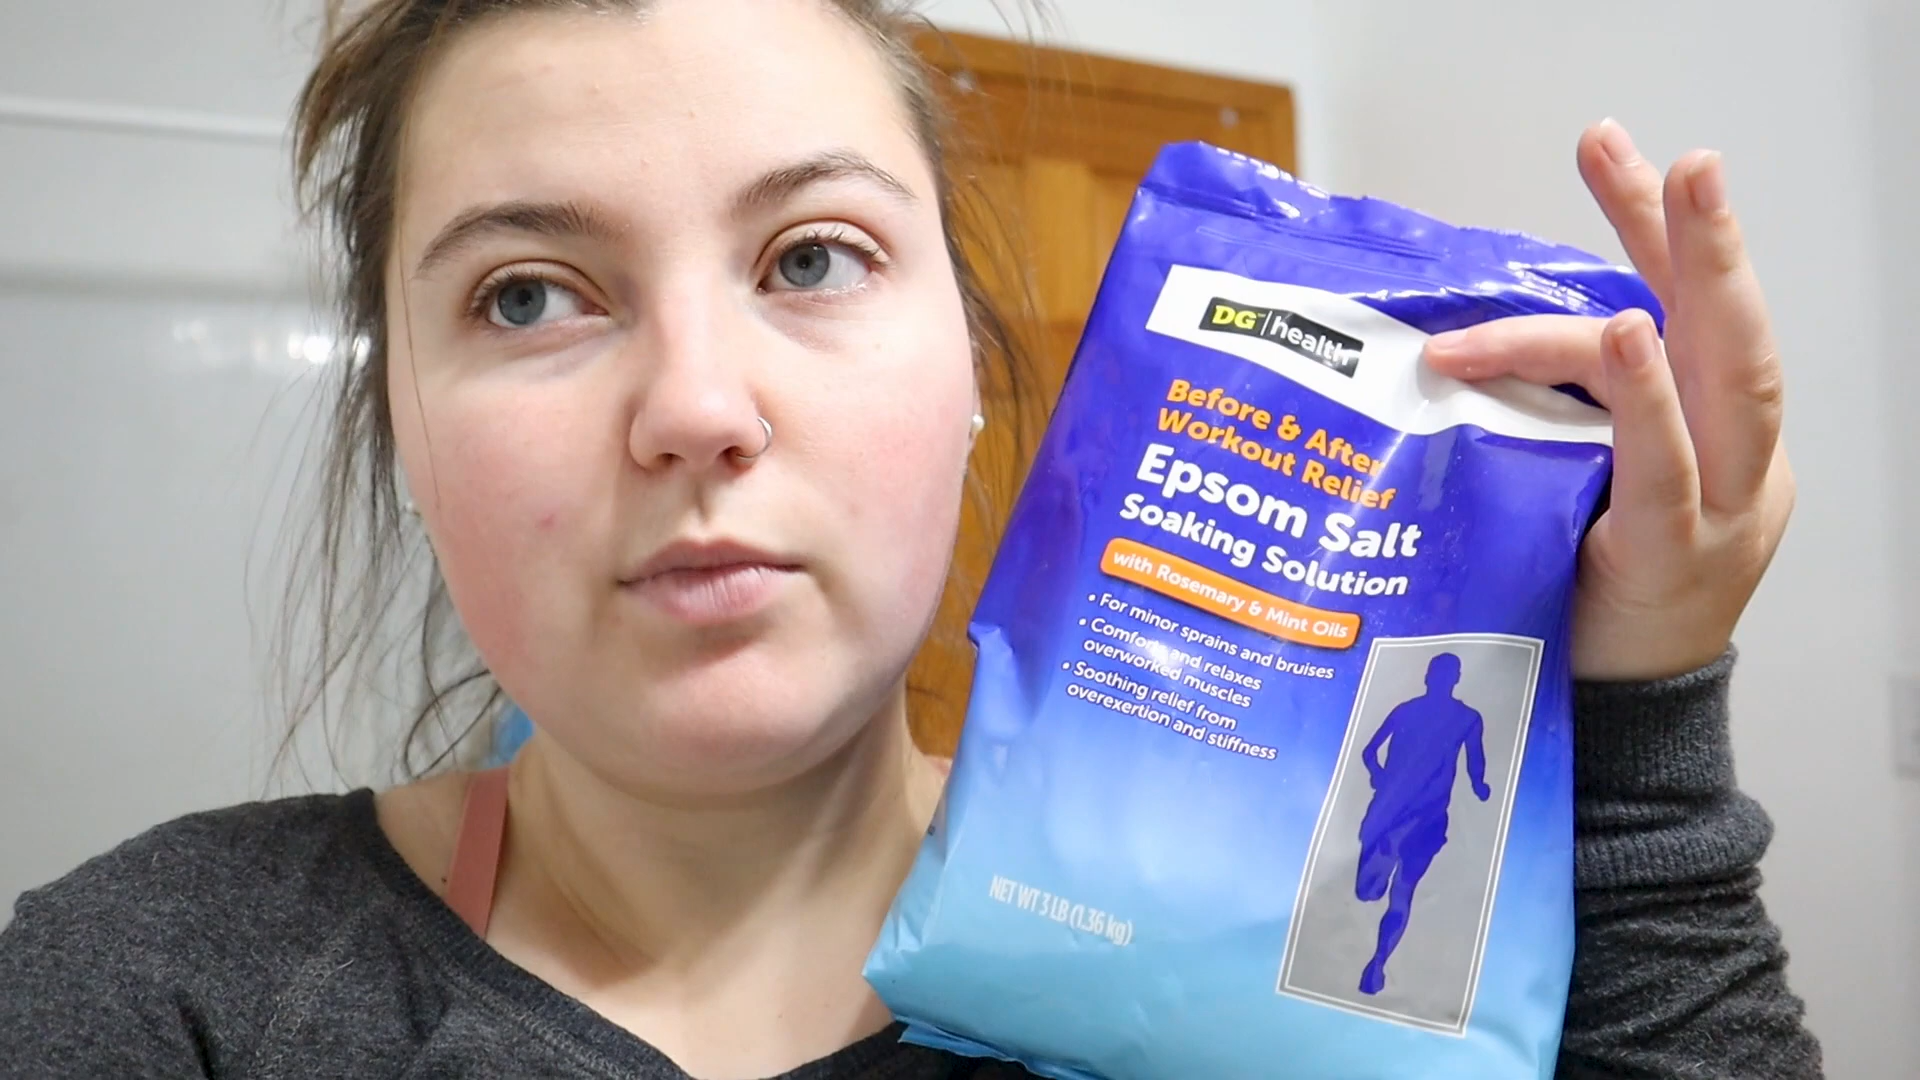 DG™ health
Before & After
Workout Relief
Epsom Salt
Soaking Solution
with Rosemary & Mint Oils
• For minor sprains and bruises
• Comforts and relaxes
overworked muscles
• Soothing relief from
overexertion and stiffness
NET WT 3 LB (1.36 kg)